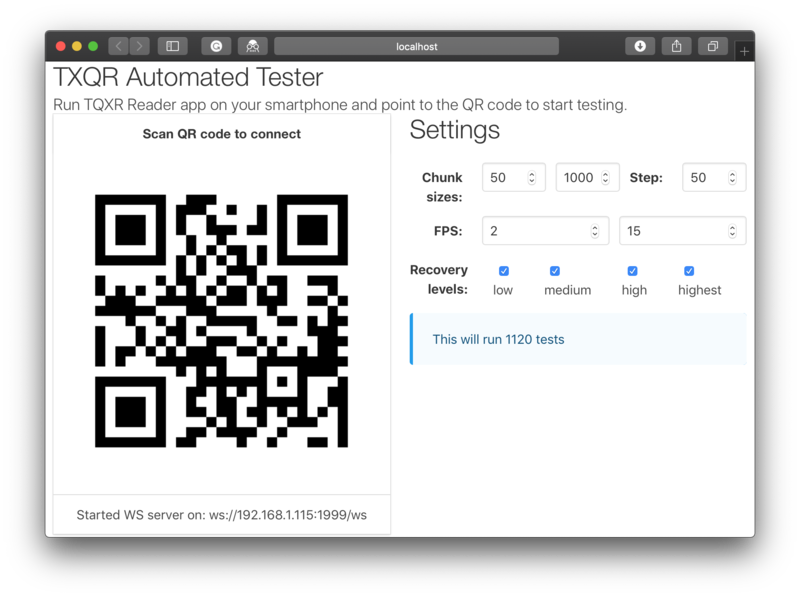 localhost
TXQR Automated Tester
Run TQXR Reader app on your smartphone and point to the QR code to start testing.
Scan QR code to connect
Started WS server on: ws://192.168.1.115:1999/ws
Settings
Chunk sizes: 50 1000 Step: 50
FPS: 2 15
Recovery levels: low medium high highest
This will run 1120 tests